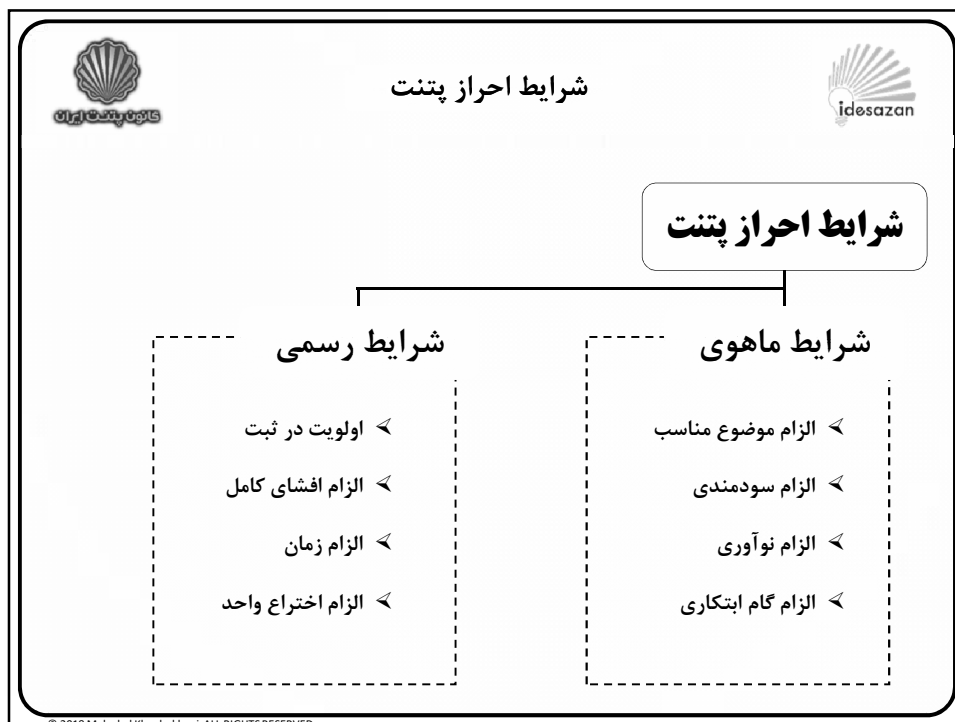 شرایط احراز پتنت
کانون پتنت ایران
idesazan
شرایط احراز پتنت
شرایط ماهوی
الزام موضوع مناسب
الزام سودمندی
الزام نوآوری
الزام گام ابتکاری
شرایط رسمی
اولویت در ثبت
الزام افشای کامل
الزام زمان
الزام اختراع واحد